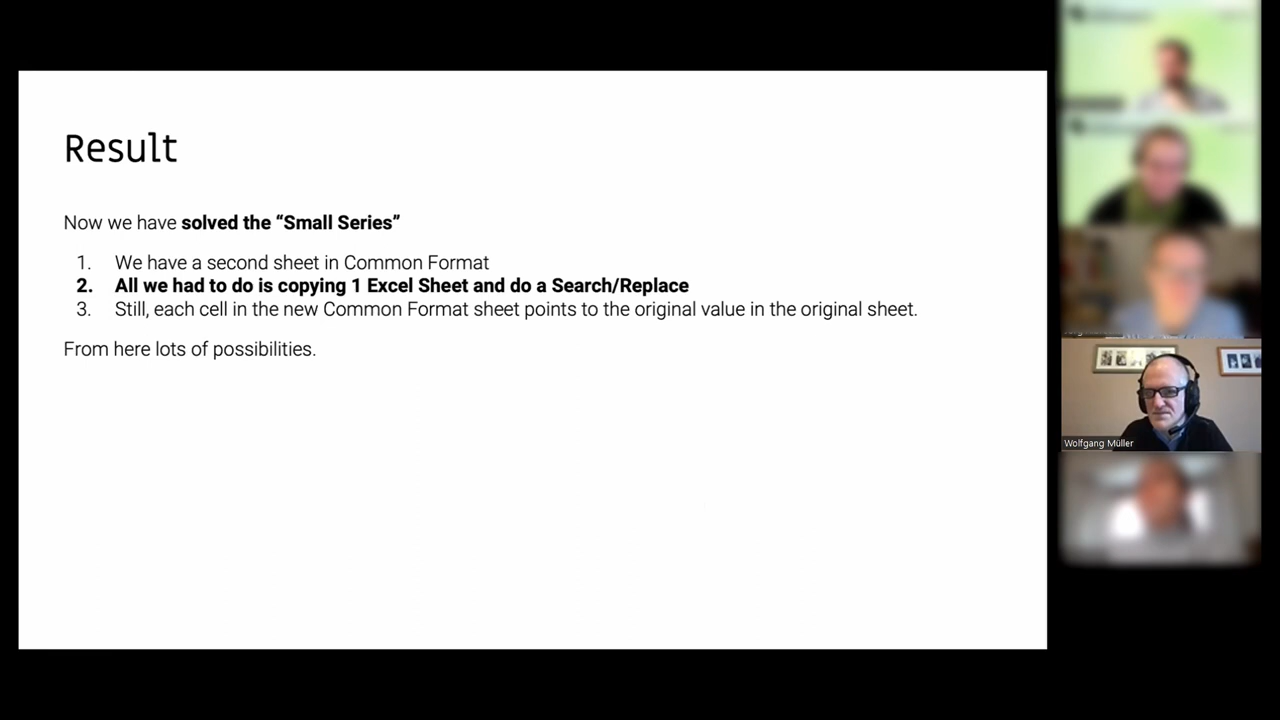 Result
Now we have solved the “Small Series”
1. We have a second sheet in Common Format
2. All we had to do is copying 1 Excel Sheet and do a Search/Replace
3. Still, each cell in the new Common Format sheet points to the original value in the original sheet.
From here lots of possibilities.
Wolfgang Müller